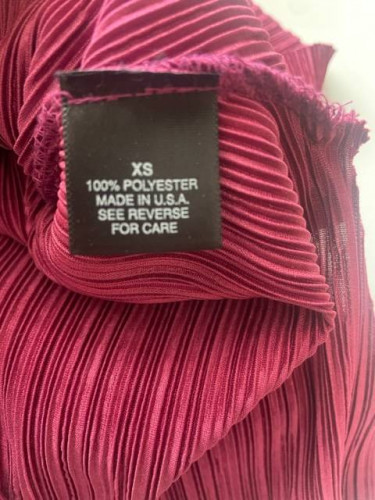 XS
100% POLYESTER
MADE IN U.S.A.
SEE REVERSE
FOR CARE